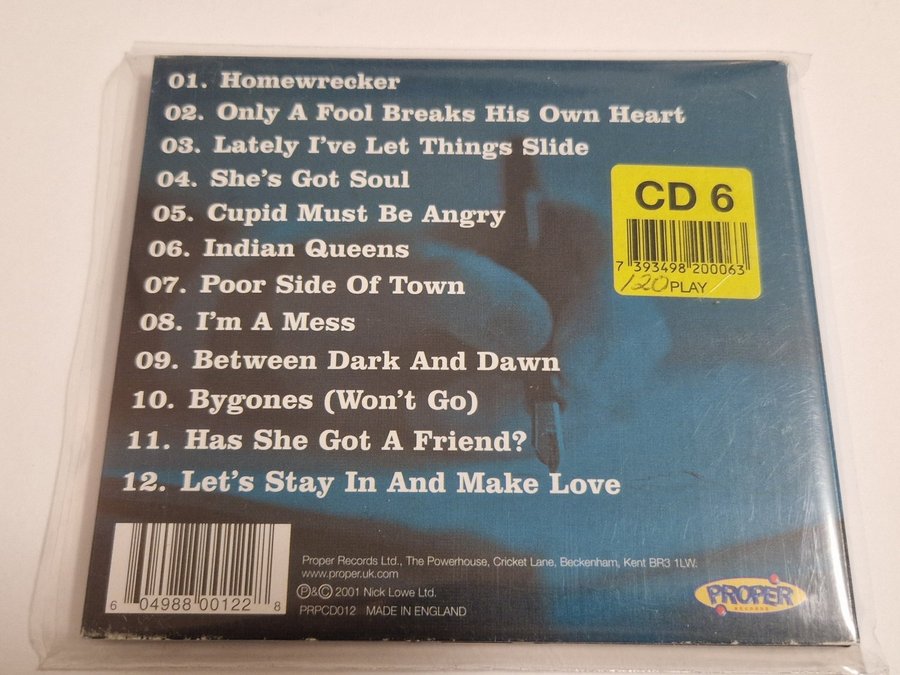 01. Homewrecker
02. Only A Fool Breaks His Own Heart
03. Lately I've Let Things Slide
04. She's Got Soul
05. Cupid Must Be Angry
06. Indian Queens
07. Poor Side Of Town
08. I'm A Mess
09. Between Dark And Dawn
10. Bygones (Won't Go)
11. Has She Got A Friend?
12. Let's Stay In And Make Love
CD 6
7 393498 200063
120 PLAY
6 04988 00122 8
Proper Records Ltd., The Powerhouse, Cricket Lane, Beckenham, Kent BR3 1LW.
www.proper.uk.com
Ⓟ&© 2001 Nick Lowe Ltd.
PRPCD012 MADE IN ENGLAND
PROPER
RECORDS